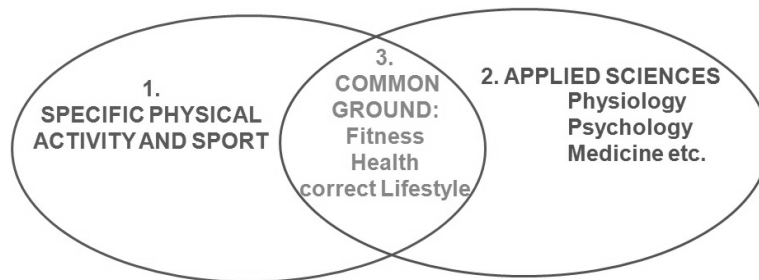 1.
SPECIFIC PHYSICAL
ACTIVITY AND SPORT
3.
COMMON
GROUND:
Fitness
Health
correct Lifestyle
2. APPLIED SCIENCES
Physiology
Psychology
Medicine etc.